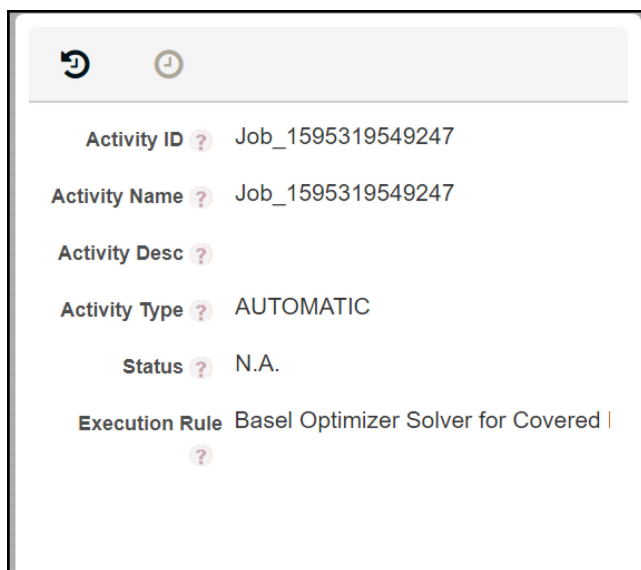 Activity ID ? Job_1595319549247
Activity Name ? Job_1595319549247
Activity Desc ?
Activity Type ? AUTOMATIC
Status ? N.A.
Execution Rule Basel Optimizer Solver for Covered
?